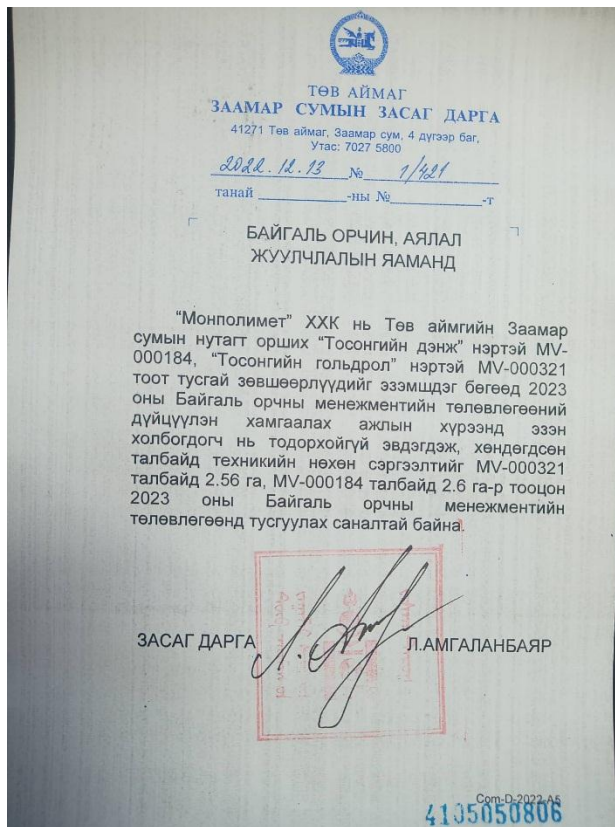 ТӨВ АЙМАГ
ЗААМАР СУМЫН ЗАСАГ ДАРГА
41271 Төв аймаг, Заамар сум, 4 дүгээр баг,
Утас: 7027 5800
2022.12.13 № 1/421
танай ________-ны №________-т
БАЙГАЛЬ ОРЧИН, АЯЛАЛ
ЖУУЛЧЛАЛЫН ЯАМАНД
"Монполимет" ХХК нь Төв аймгийн Заамар
сумын нутагт орших "Тосонгийн дэнж" нэртэй MV-
000184, "Тосонгийн гольдрол" нэртэй MV-000321
тоот тусгай зөвшөөрлүүдийг эзэмшдэг бөгөөд 2023
оны Байгаль орчны менежментийн төлөвлөгөөний
дүйцүүлэн хамгаалах ажлын хүрээнд эзэн
холбогдогч нь тодорхойгүй эвдэгдэж, хөндөгдсөн
талбайд техникийн нөхөн сэргээлтийг MV-000321
талбайд 2.56 га, MV-000184 талбайд 2.6 га-р тооцон
2023 оны Байгаль орчны менежментийн
төлөвлөгөөнд тусгуулах саналтай байна.
ЗАСАГ ДАРГА Л.АМГАЛАНБАЯР
Com-D-2022-A5
4105050806